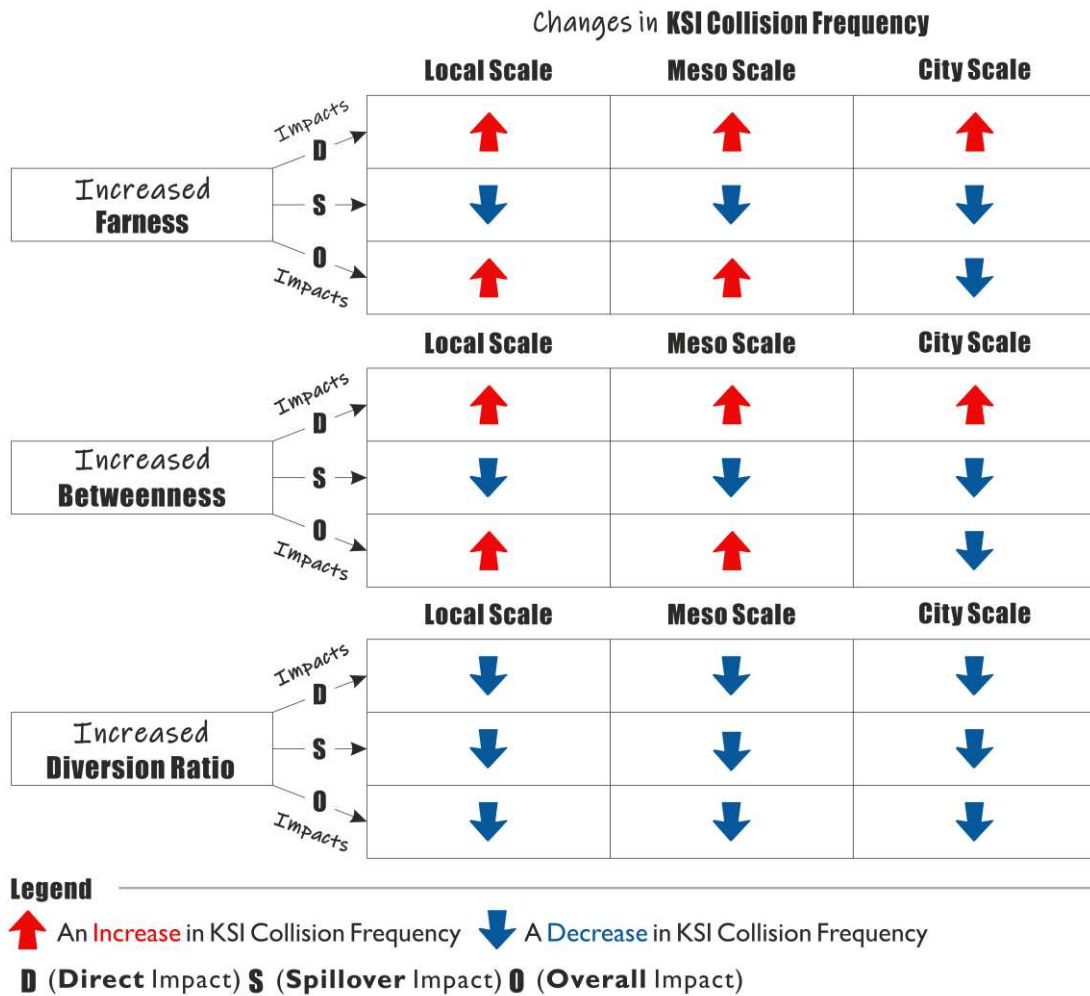 Changes in KSI Collision Frequency
Local Scale Meso Scale City Scale
Impacts
D
Increased
Farness
S
O
Impacts
Local Scale Meso Scale City Scale
Impacts
D
Increased
Betweenness
S
O
Impacts
Local Scale Meso Scale City Scale
Impacts
D
Increased
Diversion Ratio
S
O
Impacts
Legend
An Increase in KSI Collision Frequency A Decrease in KSI Collision Frequency
D (Direct Impact) S (Spillover Impact) O (Overall Impact)